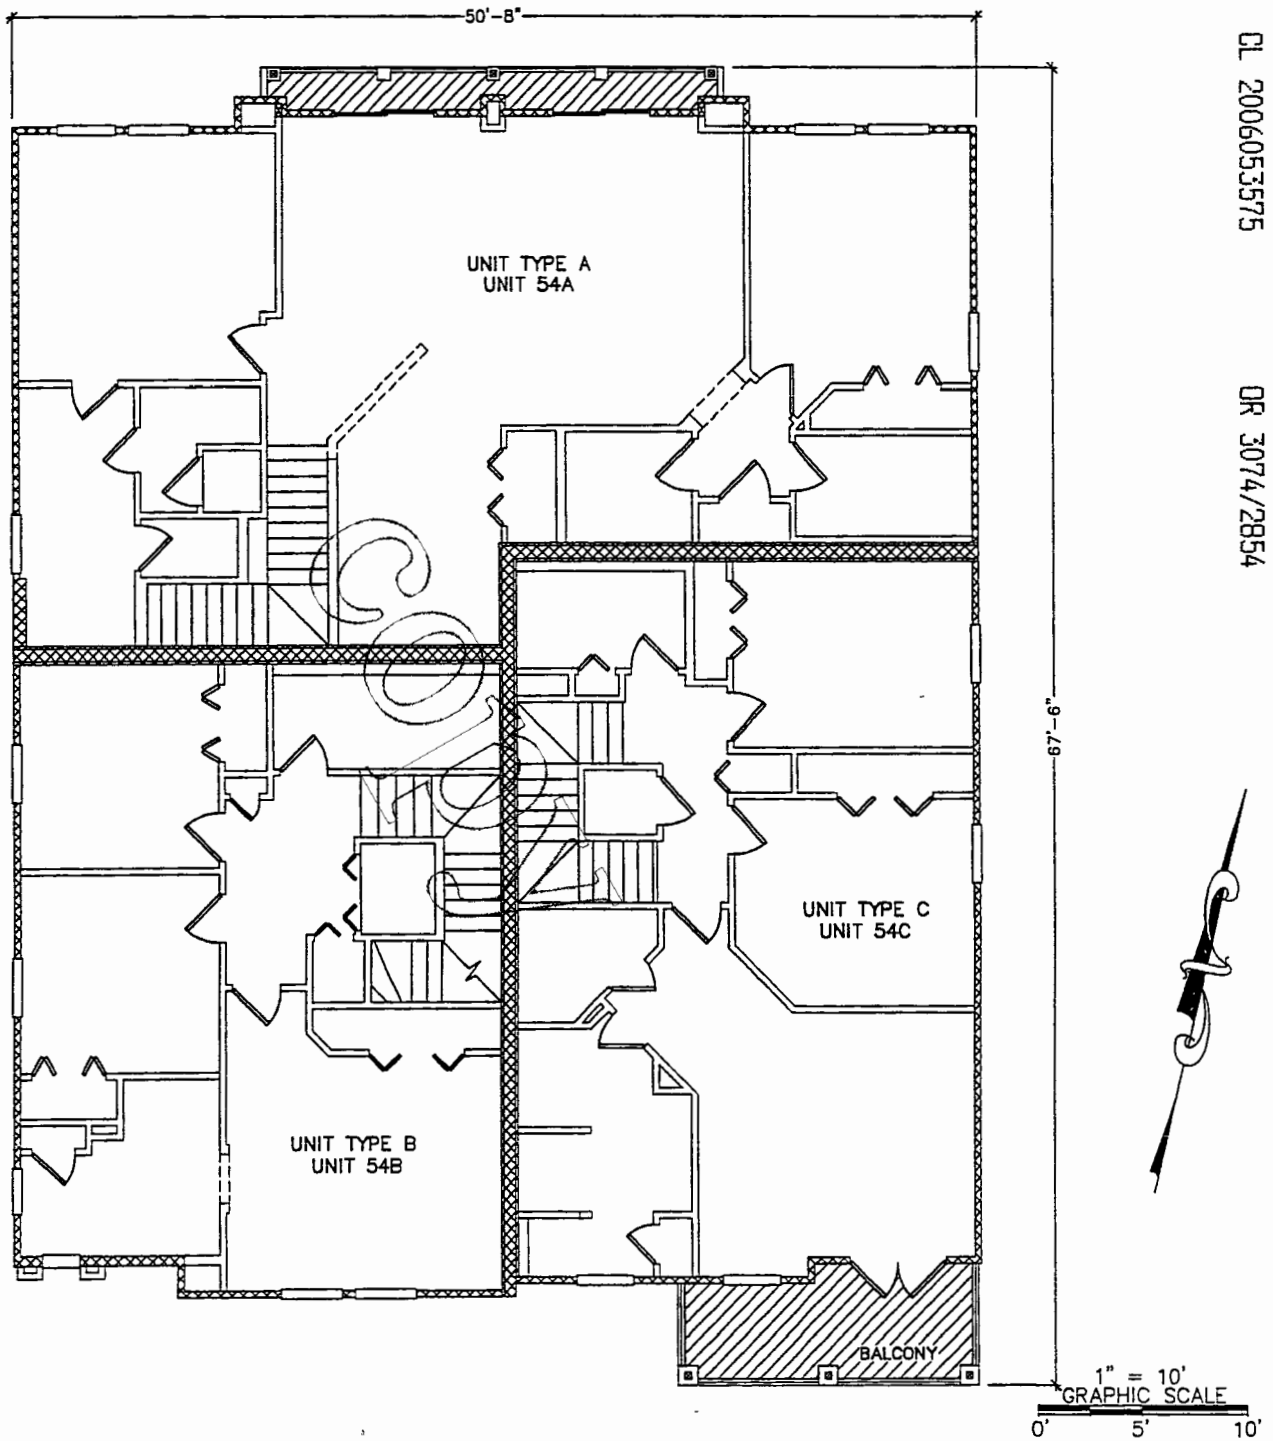 50'-8"
CL 2006053575
OR 3074/2854
UNIT TYPE A
UNIT 54A
COPY
67'-6"
UNIT TYPE C
UNIT 54C
UNIT TYPE B
UNIT 54B
BALCONY
1" = 10'
GRAPHIC SCALE
0' 5' 10'